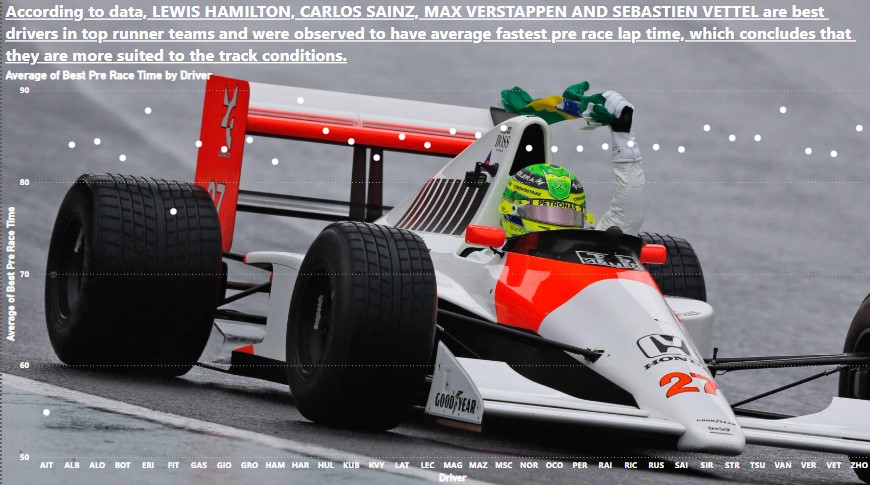 According to data, LEWIS HAMILTON, CARLOS SAINZ, MAX VERSTAPPEN AND SEBASTIEN VETTEL are best
drivers in top runner teams and were observed to have average fastest pre race lap time, which concludes that
they are more suited to the track conditions.
Average of Best Pre Race Time by Driver
90
80
70
60
50
Average of Best Pre Race Time
BOSS
PETRONAS
27
HONDA
27
GOODYEAR
AIT ALB ALO BOT ERI FIT GAS GIO GRO HAM HAR HUL KUB KVY LAT LEC MAG MAZ MSC NOR OCO PER RAI RIC RUS SAI SIR STR TSU VAN VER VET ZHO
Driver